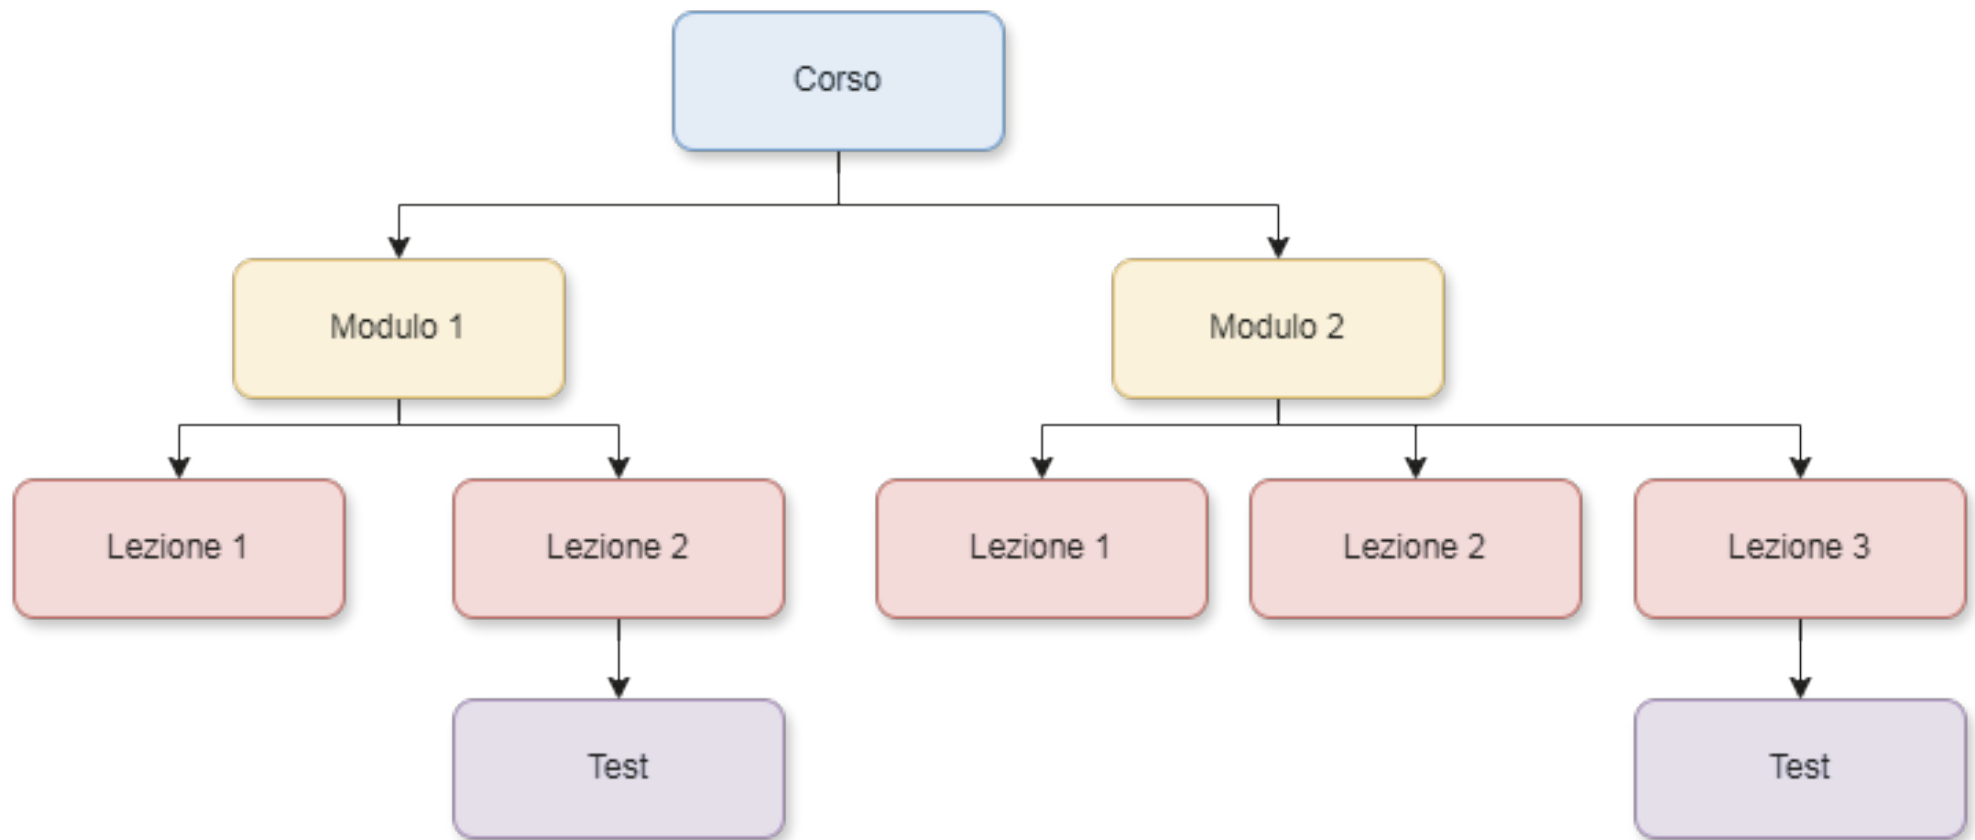 Corso
Modulo 1
Modulo 2
Lezione 1
Lezione 2
Lezione 1
Lezione 2
Lezione 3
Test
Test